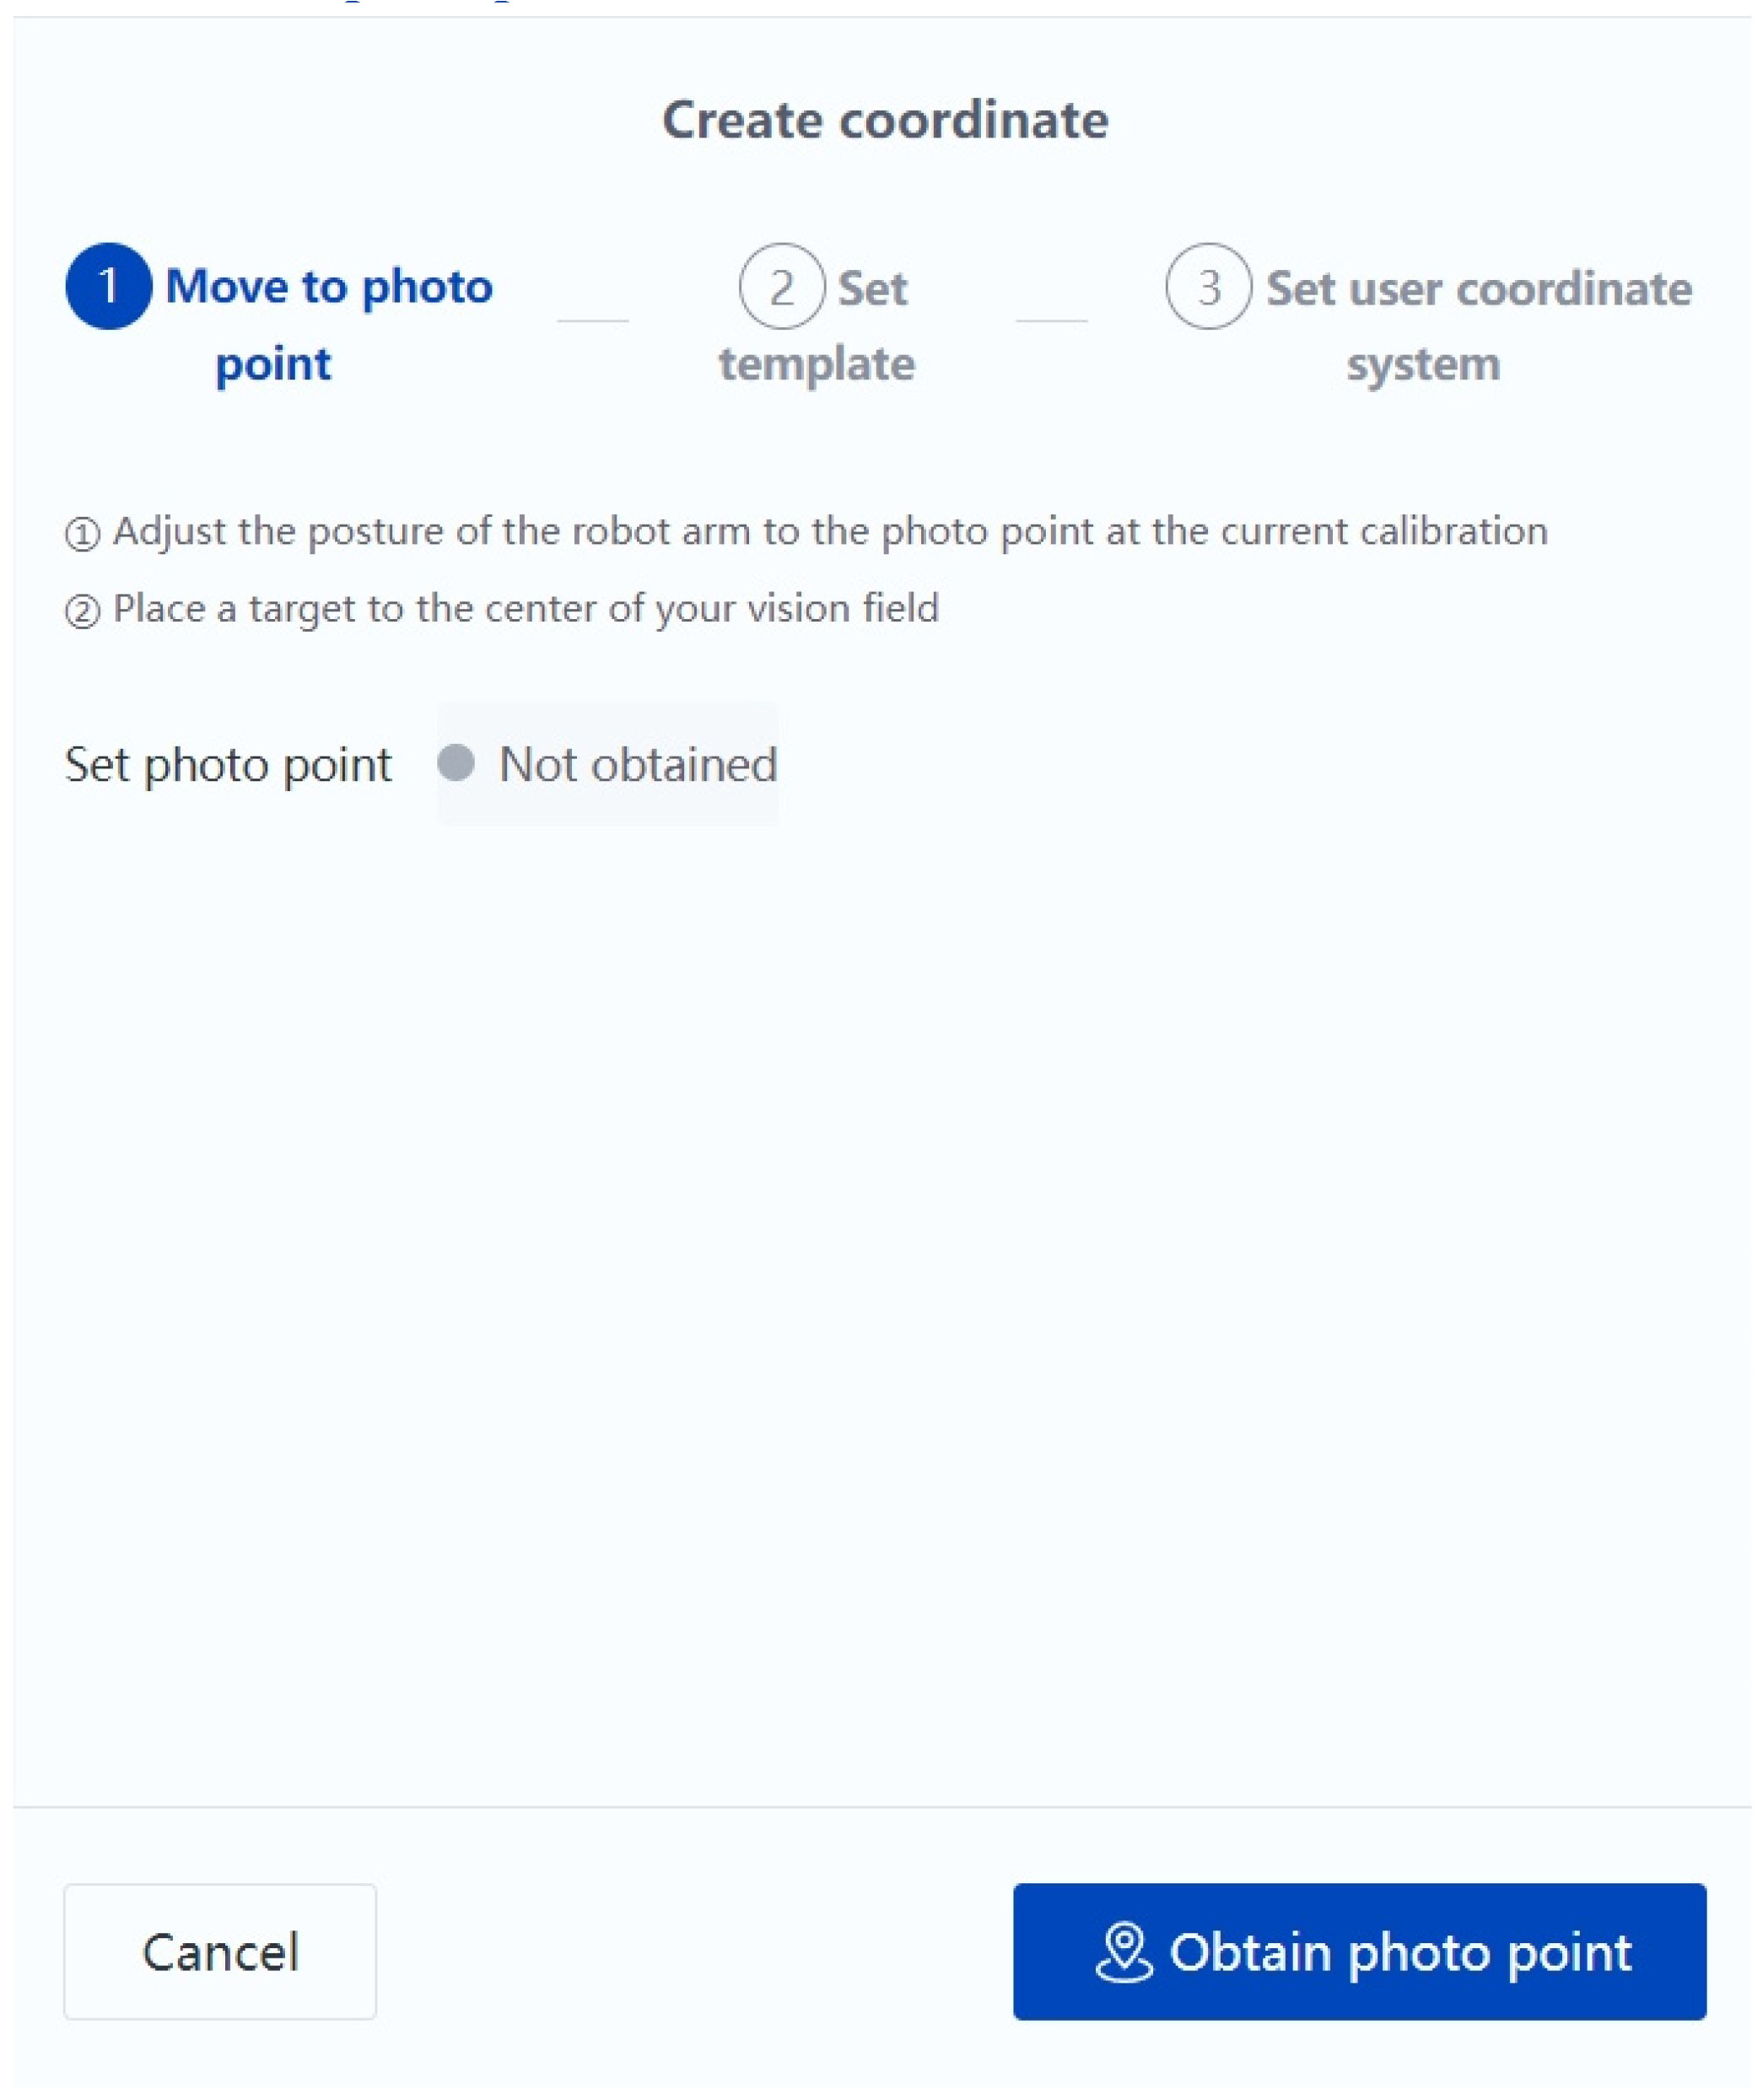 Create coordinate
1 Move to photo point
2 Set template
3 Set user coordinate system
① Adjust the posture of the robot arm to the photo point at the current calibration
② Place a target to the center of your vision field
Set photo point Not obtained
Cancel
Obtain photo point